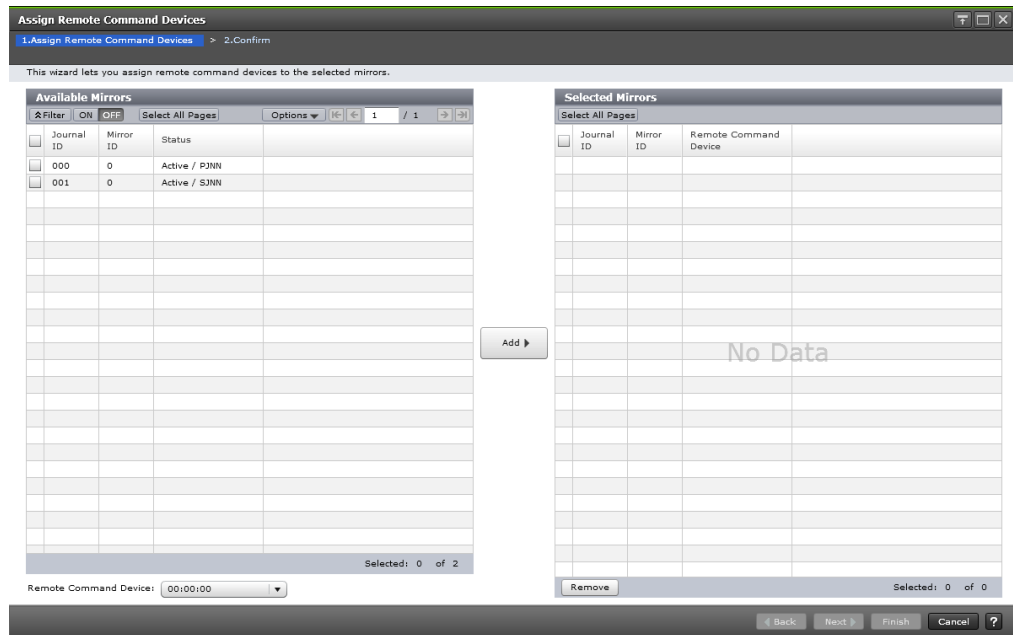 Assign Remote Command Devices
1.Assign Remote Command Devices > 2.Confirm
This wizard lets you assign remote command devices to the selected mirrors.
Available Mirrors
Filter ON OFF Select All Pages Options 1 / 1
Journal ID Mirror ID Status
000 0 Active / PJNN
001 0 Active / SJNN
Selected: 0 of 2
Remote Command Device: 00:00:00
Add
Selected Mirrors
Select All Pages
Journal ID Mirror ID Remote Command Device
No Data
Remove Selected: 0 of 0
Back Next Finish Cancel ?